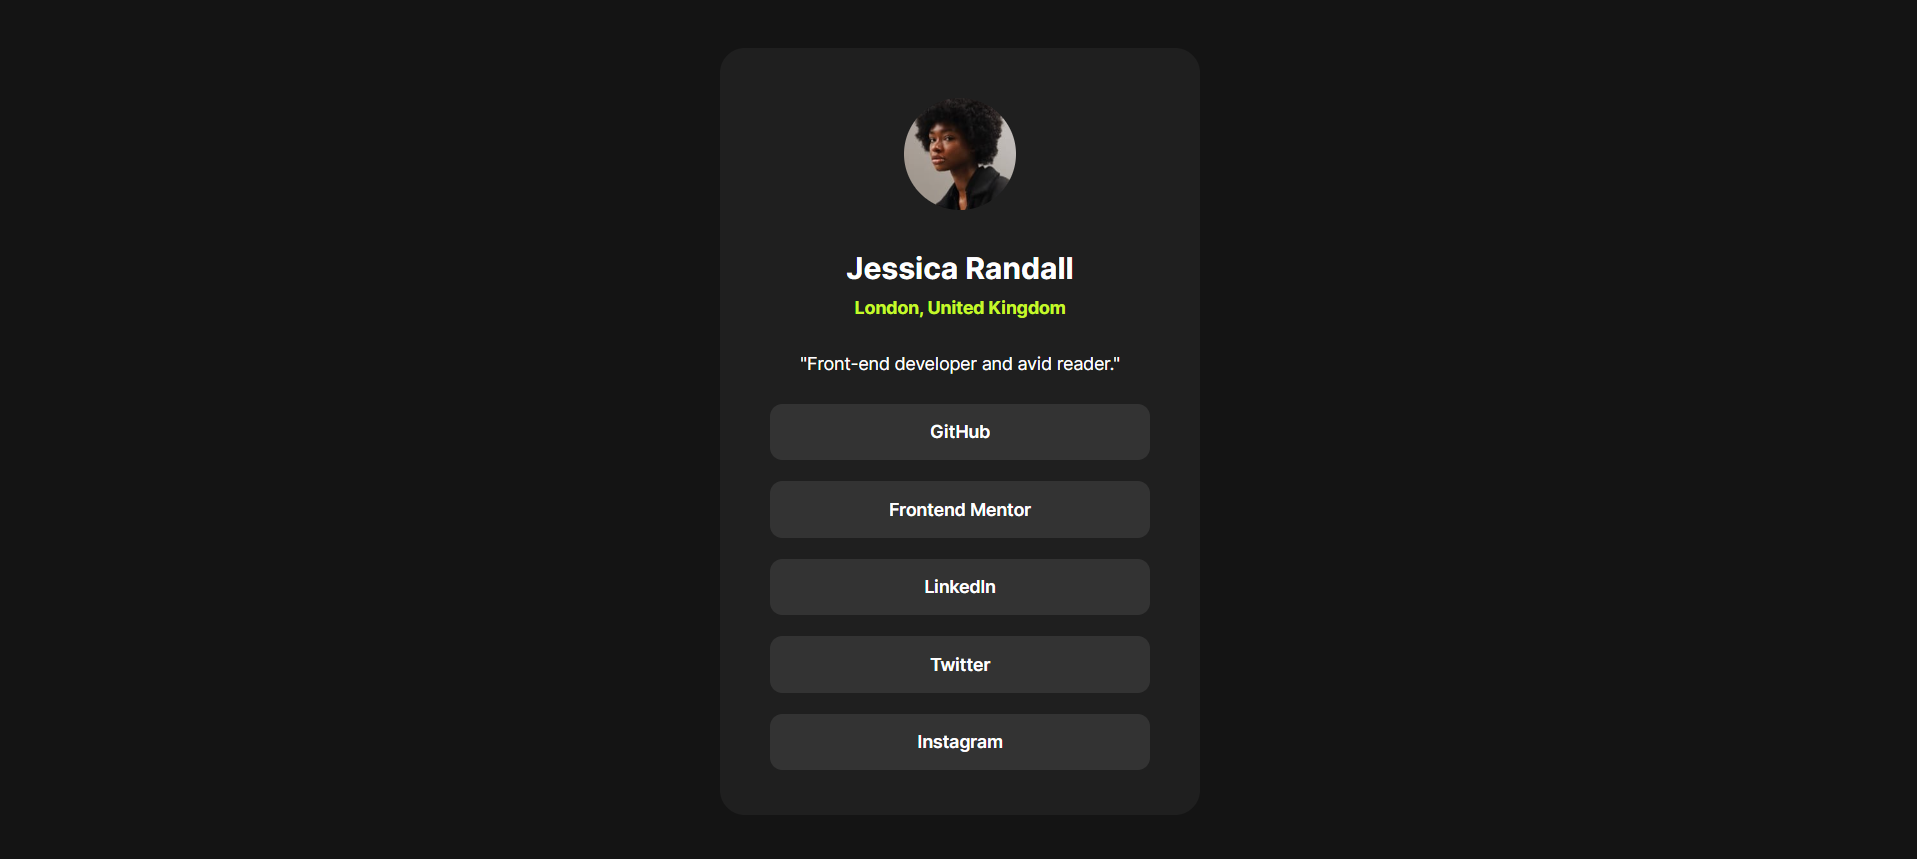 Jessica Randall
London, United Kingdom
"Front-end developer and avid reader."
GitHub
Frontend Mentor
LinkedIn
Twitter
Instagram